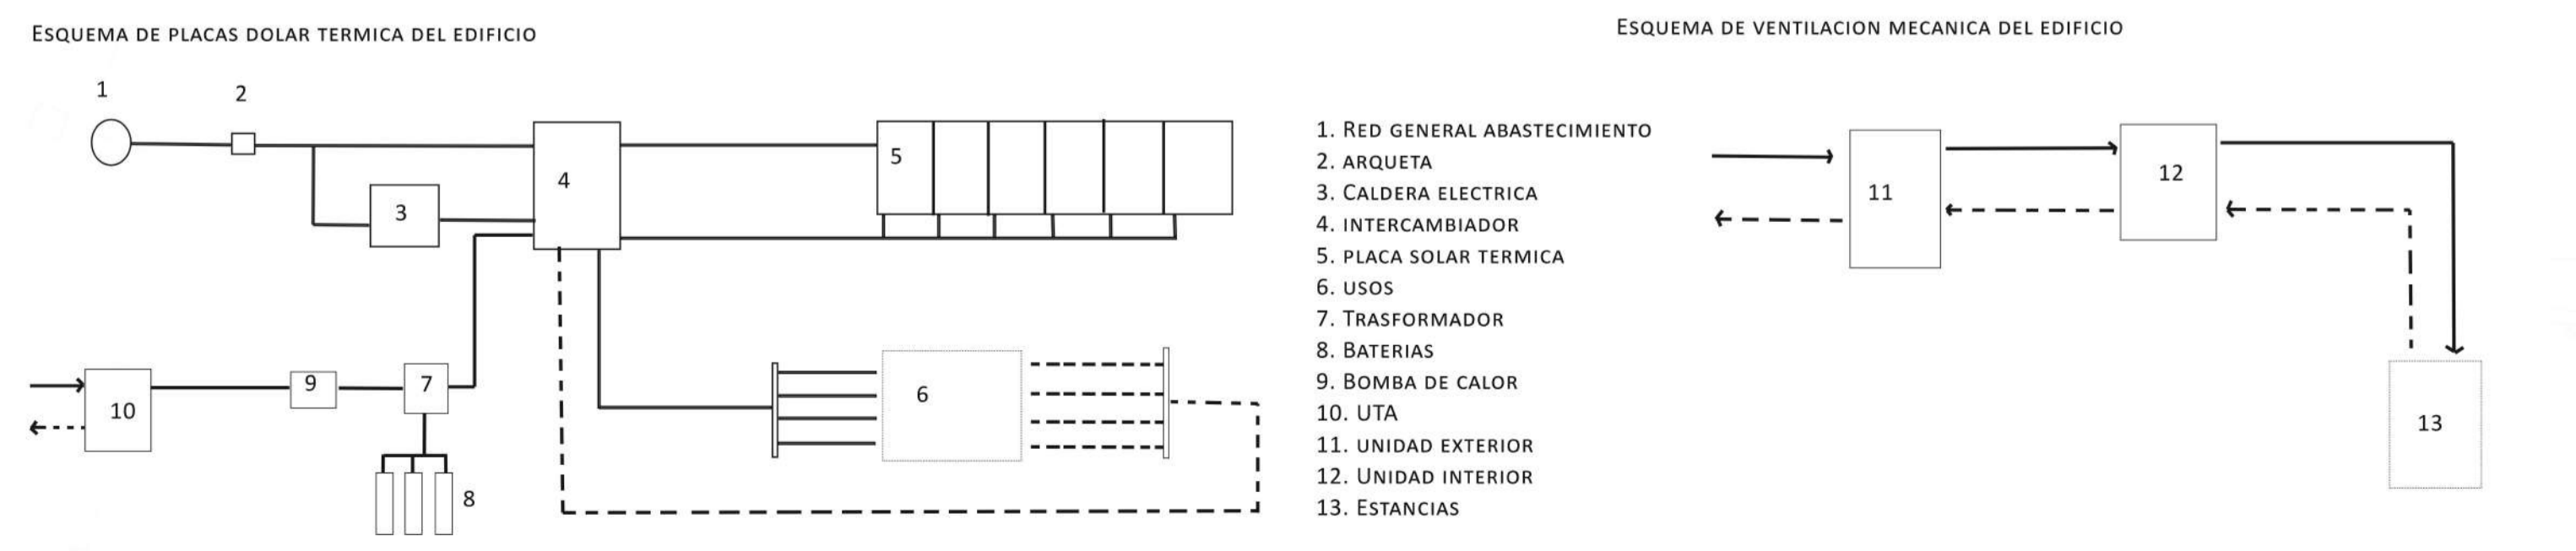 Esquema de placas dolar termica del edificio
Esquema de ventilacion mecanica del edificio
1
2
3
4
5
6
7
8
9
10
1. Red general abastecimiento
2. arqueta
3. Caldera electrica
4. intercambiador
5. placa solar termica
6. usos
7. Trasformador
8. Baterias
9. Bomba de calor
10. UTA
11. unidad exterior
12. Unidad interior
13. Estancias
11
12
13